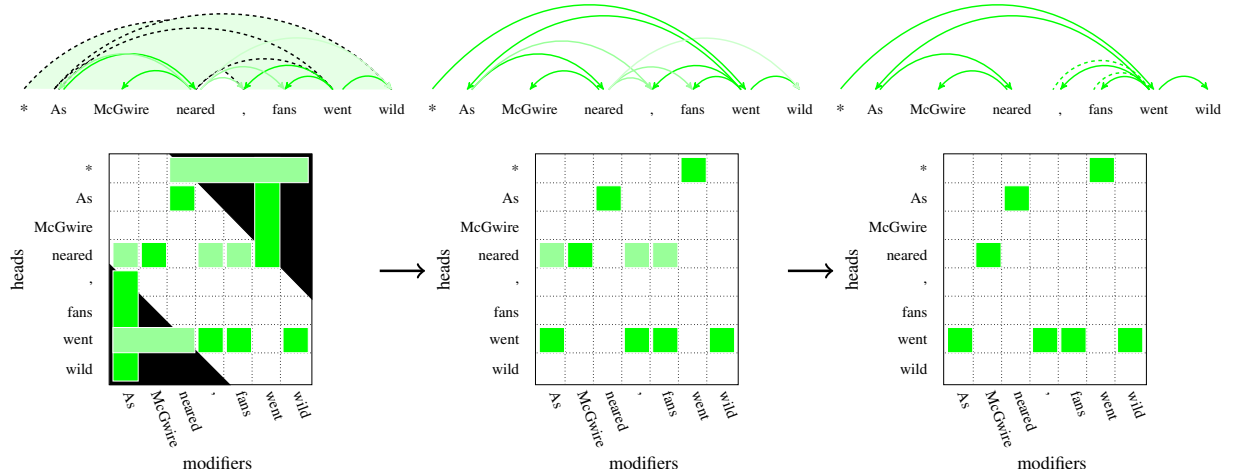 * As McGwire neared , fans went wild
* As McGwire neared , fans went wild
* As McGwire neared , fans went wild
heads
*
As
McGwire
neared
,
fans
went
wild
As McGwire neared , fans went wild
modifiers
heads
*
As
McGwire
neared
,
fans
went
wild
As McGwire neared , fans went wild
modifiers
heads
*
As
McGwire
neared
,
fans
went
wild
As McGwire neared , fans went wild
modifiers